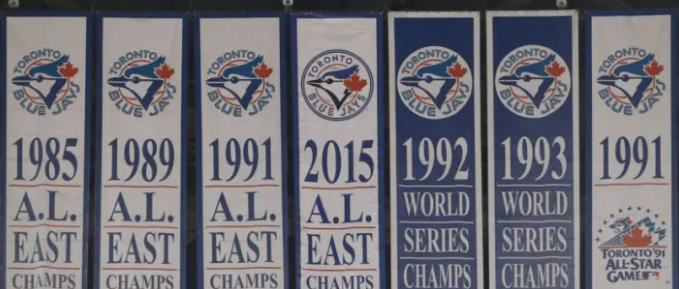 TORONTO
BLUE JAYS
1985
A.L.
EAST
CHAMPS
TORONTO
BLUE JAYS
1989
A.L.
EAST
CHAMPS
TORONTO
BLUE JAYS
1991
A.L.
EAST
CHAMPS
TORONTO
BLUE JAYS
2015
A.L.
EAST
CHAMPS
TORONTO
BLUE JAYS
1992
WORLD
SERIES
CHAMPS
TORONTO
BLUE JAYS
1993
WORLD
SERIES
CHAMPS
TORONTO
BLUE JAYS
1991
TORONTO '91
ALL-STAR
GAME